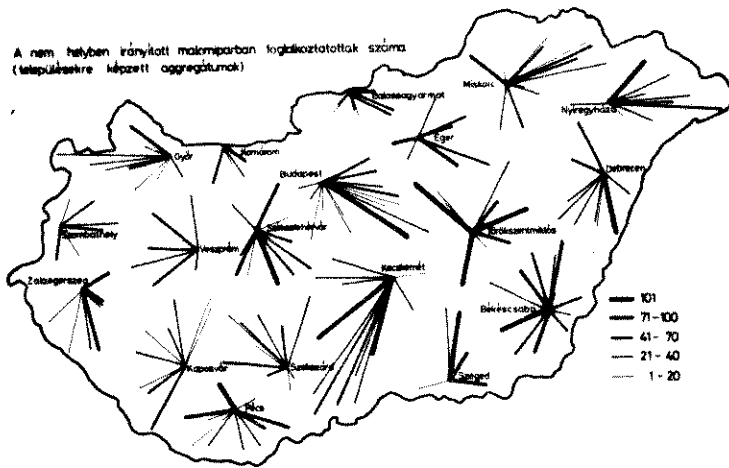 A nem helyben irányított malomiparban foglalkoztatottak száma
(településekre képzett aggregátumok)
Miskolc
Balassagyarmat
Nyíregyháza
Eger
Győr
Komárom
Budapest
Debrecen
Szombathely
Veszprém
Székesfehérvár
Törökszentmiklós
Zalaegerszeg
Kecskemét
Békéscsaba
Kaposvár
Szekszárd
Szeged
Pécs
101
71-100
41-70
21-40
1-20